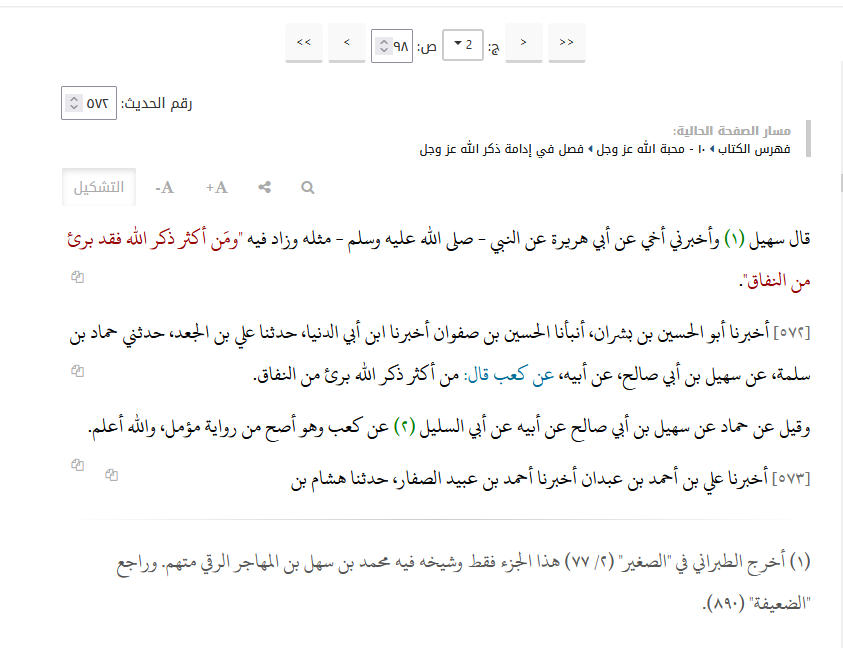 >> > ج: 2 ص: ٩٨ < <<
رقم الحديث: ٥٧٢
مسار الصفحة الحالية:
فهرس الكتاب ١٠ - محبة الله عز وجل فصل في إدامة ذكر الله عز وجل
A+ A- التشكيل
قال سهيل (١) وأخبرني أخي عن أبي هريرة عن النبي - صلى الله عليه وسلم - مثله وزاد فيه "ومَن أكثر ذكر الله فقد برئ
من النفاق".
[٥٧٢] أخبرنا أبو الحسين بن بشران، أنبأنا الحسين بن صفوان أخبرنا ابن أبي الدنيا، حدثنا علي بن الجعد، حدثني حماد بن
سلمة، عن سهيل بن أبي صالح، عن أبيه، عن كعب قال: من أكثر ذكر الله برئ من النفاق.
وقيل عن حماد عن سهيل بن أبي صالح عن أبيه عن أبي السليل (٢) عن كعب وهو أصح من رواية مؤمل، والله أعلم.
[٥٧٣] أخبرنا علي بن أحمد بن عبدان أخبرنا أحمد بن عبيد الصفار، حدثنا هشام بن
(١) أخرج الطبراني في "الصغير" (٢/ ٧٧) هذا الجزء فقط وشيخه فيه محمد بن سهل بن المهاجر الرقي متهم. وراجع
"الضعيفة" (٨٩٠).